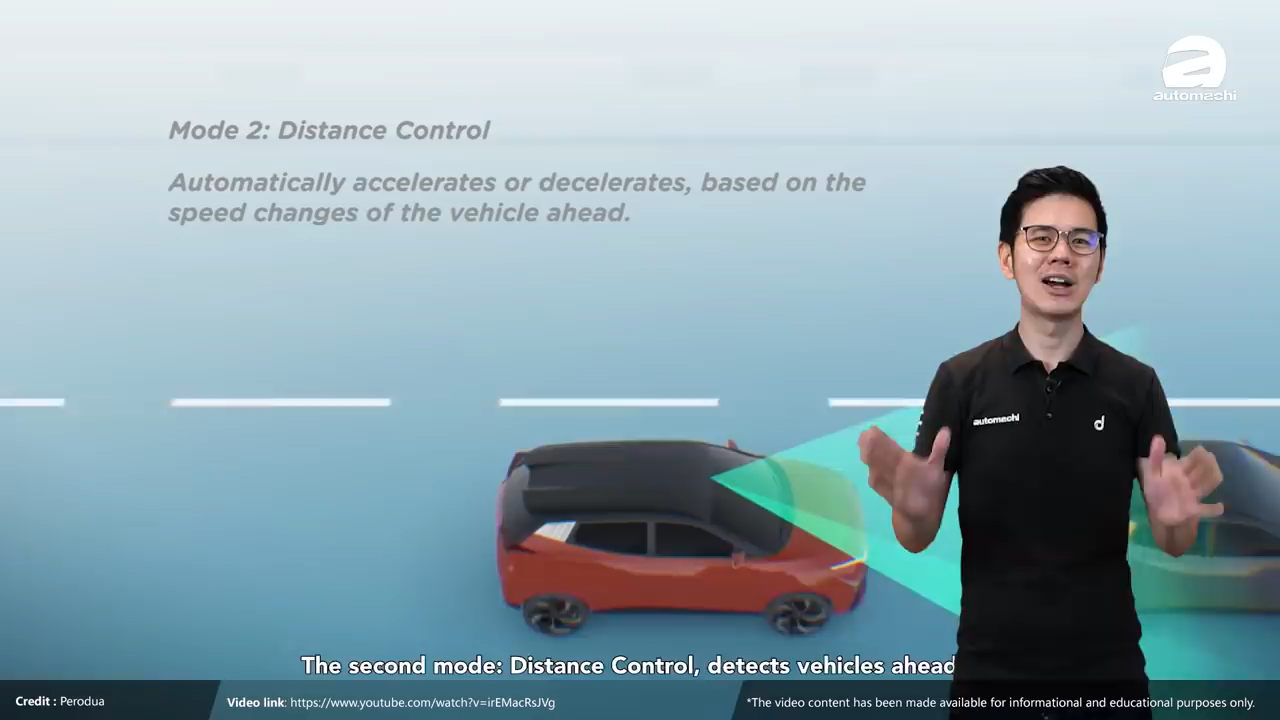 automachi
Mode 2: Distance Control
Automatically accelerates or decelerates, based on the
speed changes of the vehicle ahead.
automachi
d
The second mode: Distance Control, detects vehicles ahead
Credit : Perodua
Video link: https://www.youtube.com/watch?v=irEMacRsJVg
*The video content has been made available for informational and educational purposes only.